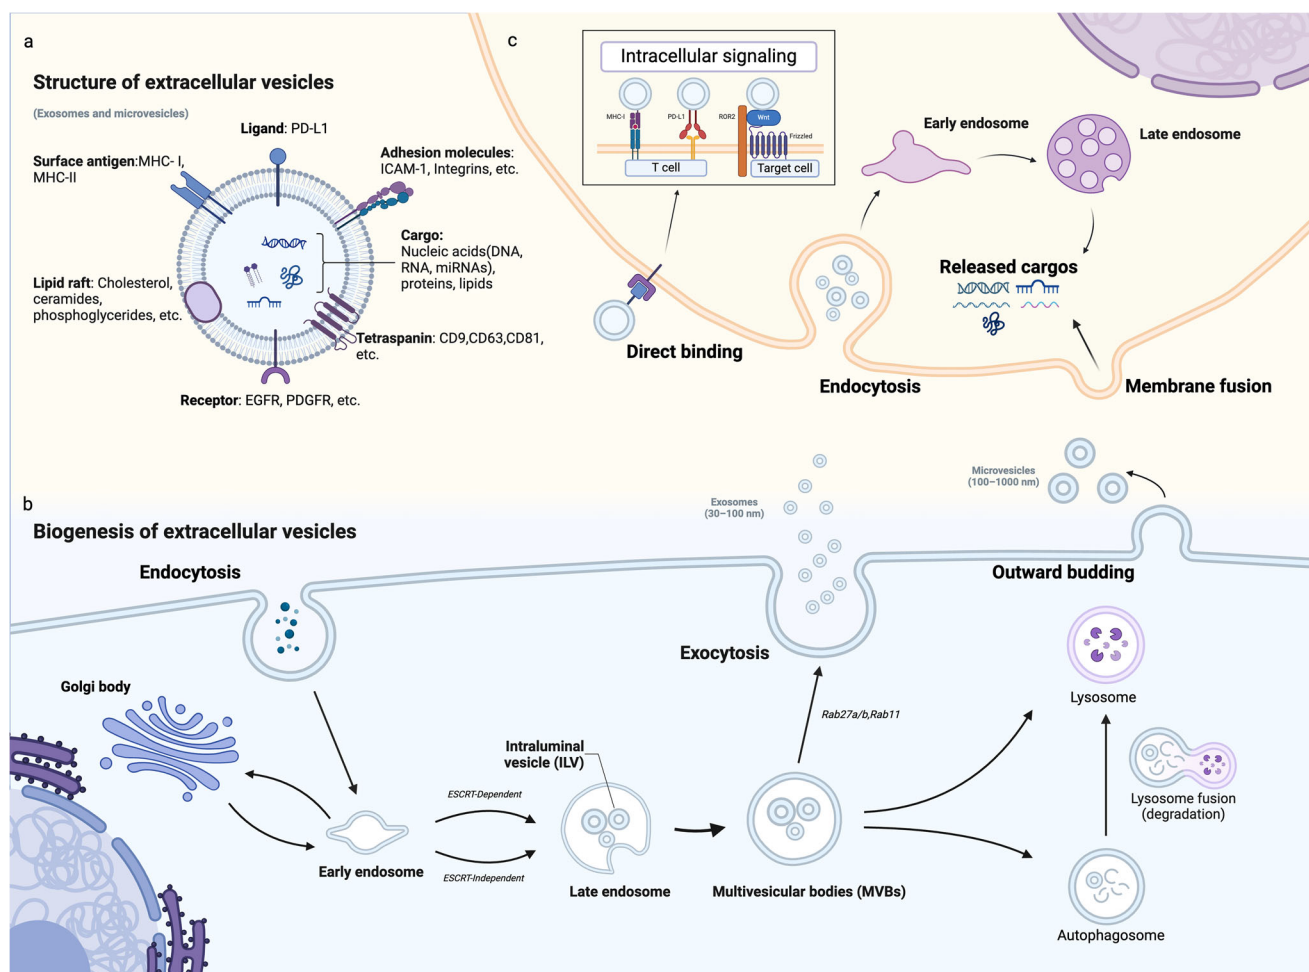 a
Structure of extracellular vesicles
(Exosomes and microvesicles)
Ligand: PD-L1
Surface antigen:MHC- I,
MHC-II
Adhesion molecules:
ICAM-1, Integrins, etc.
Cargo:
Nucleic acids(DNA,
RNA, miRNAs),
proteins, lipids
Lipid raft: Cholesterol,
ceramides,
phosphoglycerides, etc.
Tetraspanin: CD9,CD63,CD81,
etc.
Receptor: EGFR, PDGFR, etc.
c
Intracellular signaling
MHC-I
PD-L1
ROR2
Wnt
Frizzled
T cell
Target cell
Early endosome
Late endosome
Released cargos
Direct binding
Endocytosis
Membrane fusion
b
Biogenesis of extracellular vesicles
Exosomes
(30–100 nm)
Microvesicles
(100–1000 nm)
Endocytosis
Outward budding
Exocytosis
Golgi body
Lysosome
Rab27a/b,Rab11
Intraluminal
vesicle (ILV)
ESCRT-Dependent
ESCRT-Independent
Lysosome fusion
(degradation)
Early endosome
Late endosome
Multivesicular bodies (MVBs)
Autophagosome